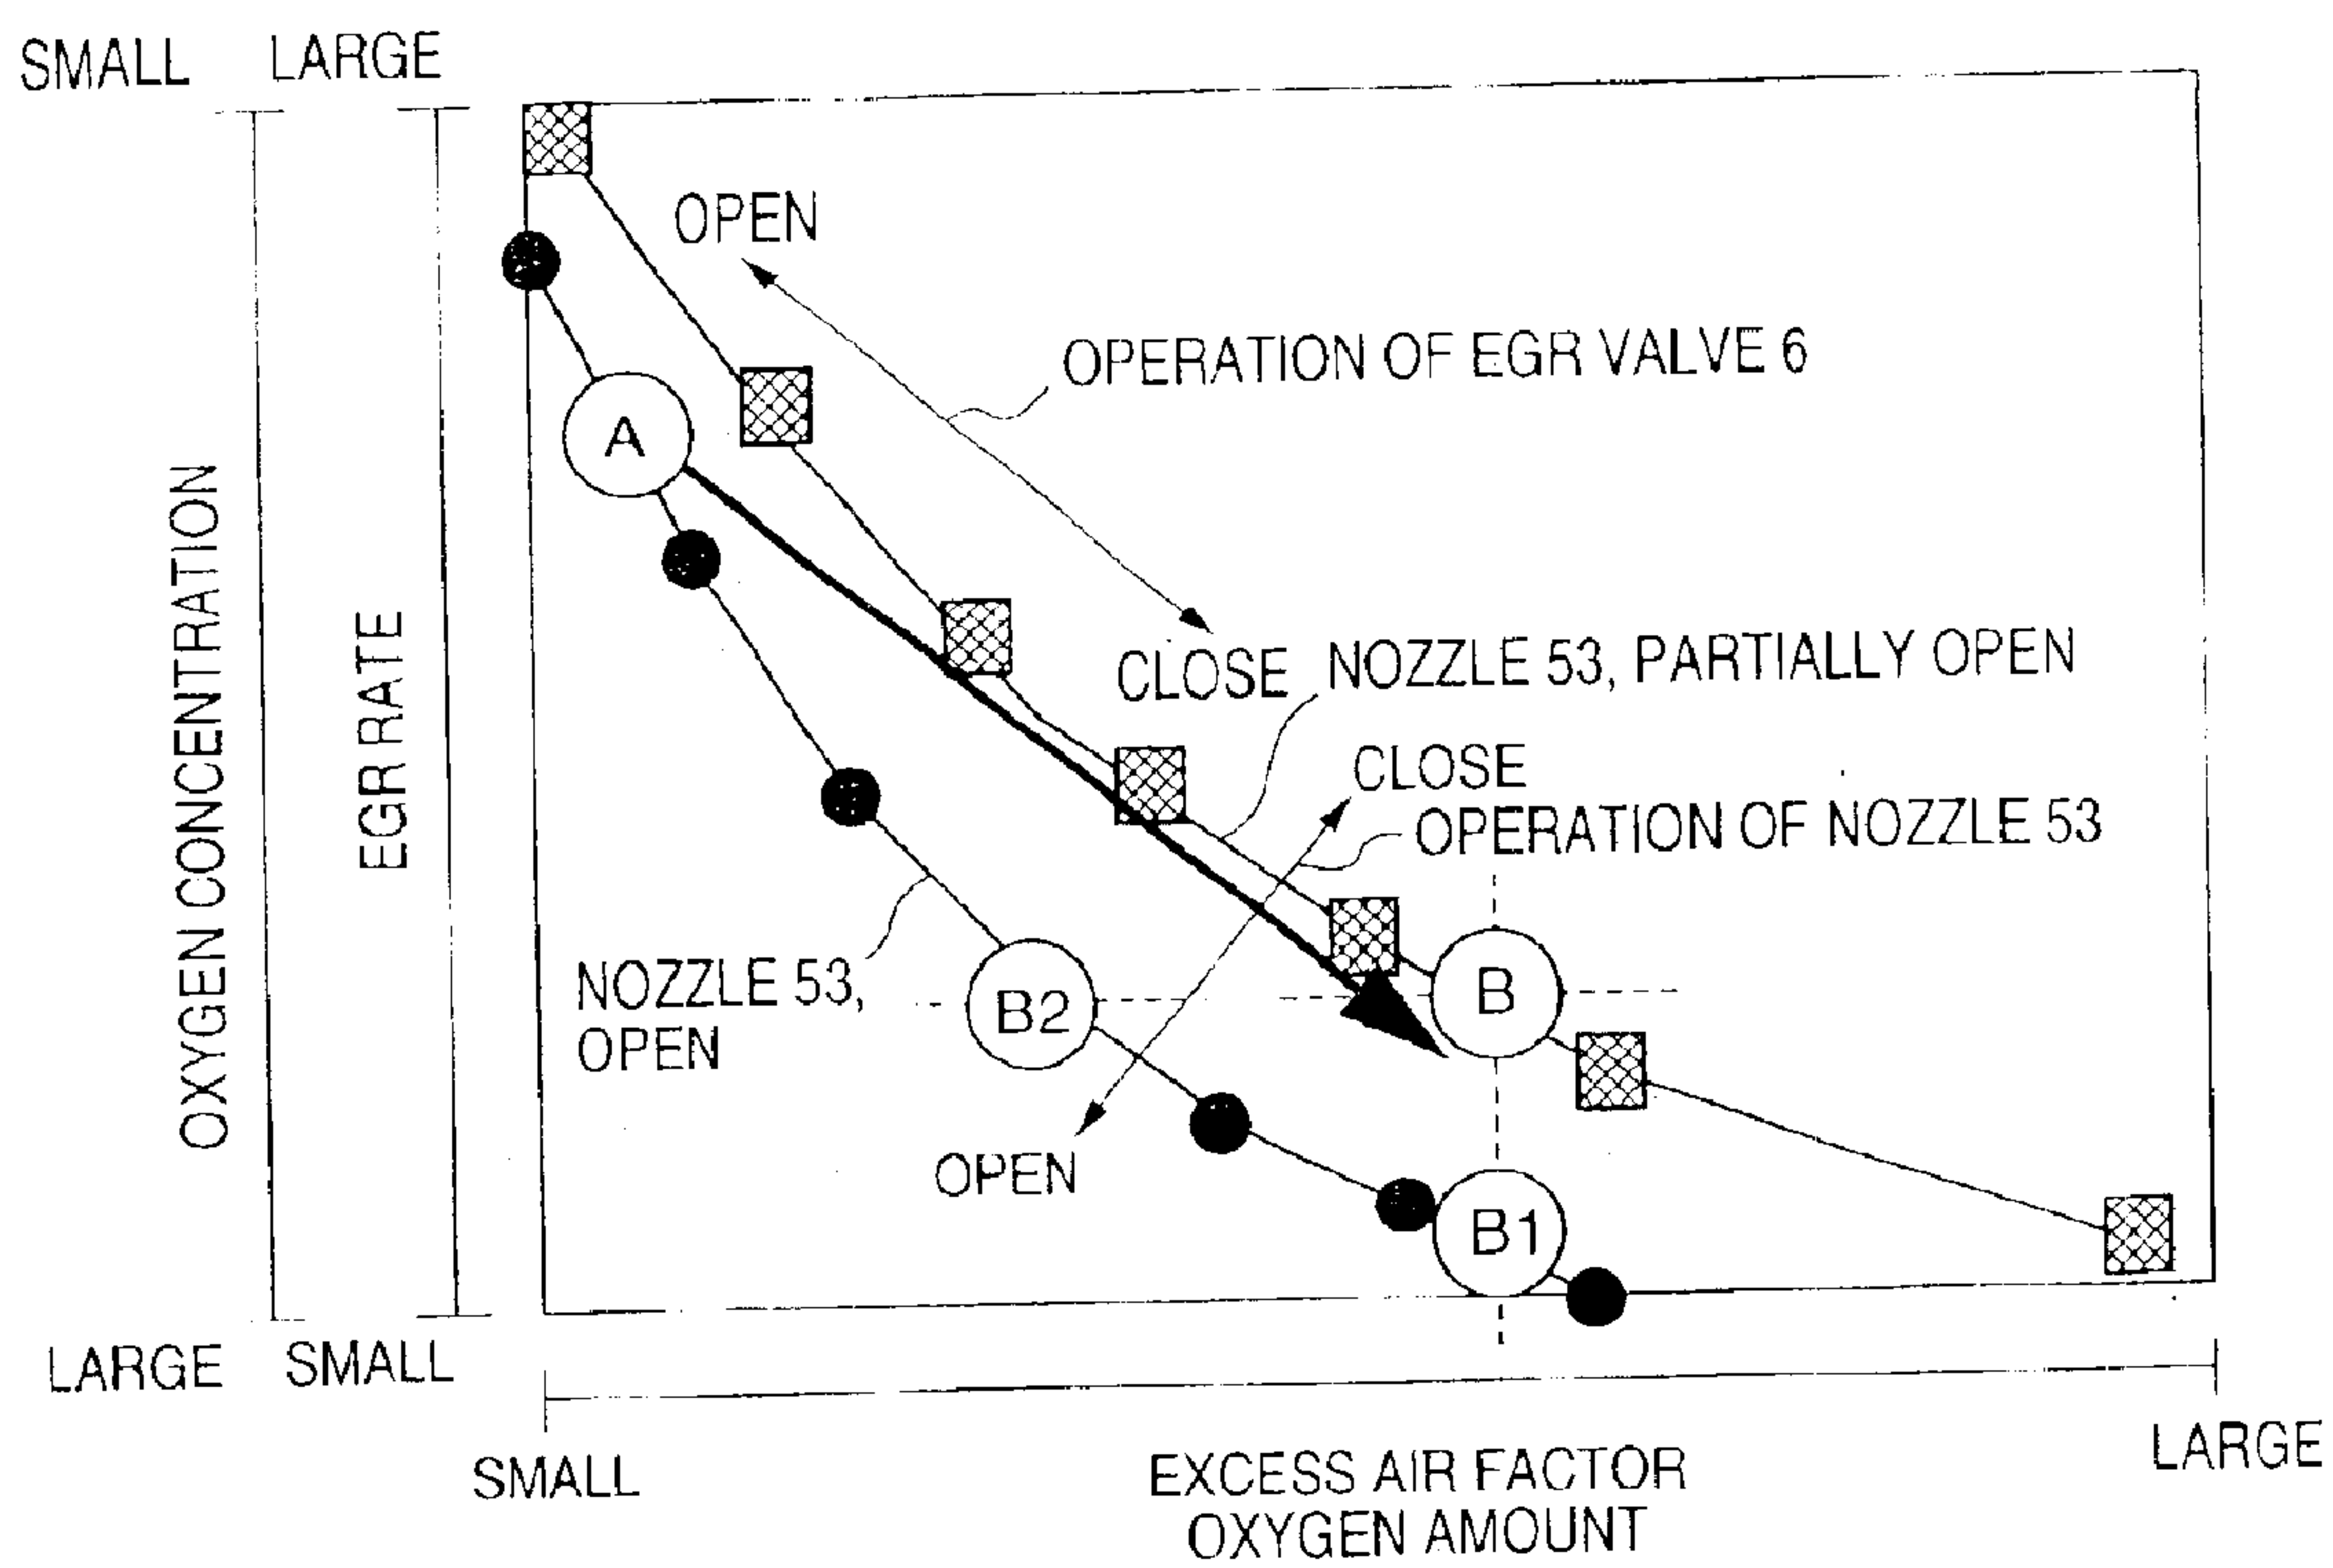 SMALL LARGE
OPEN
OPERATION OF EGR VALVE 6
A
CLOSE
NOZZLE 53, PARTIALLY OPEN
CLOSE
OPERATION OF NOZZLE 53
OXYGEN CONCENTRATION
EGR RATE
NOZZLE 53,
OPEN
B2
B
OPEN
B1
LARGE SMALL
SMALL
LARGE
EXCESS AIR FACTOR
OXYGEN AMOUNT